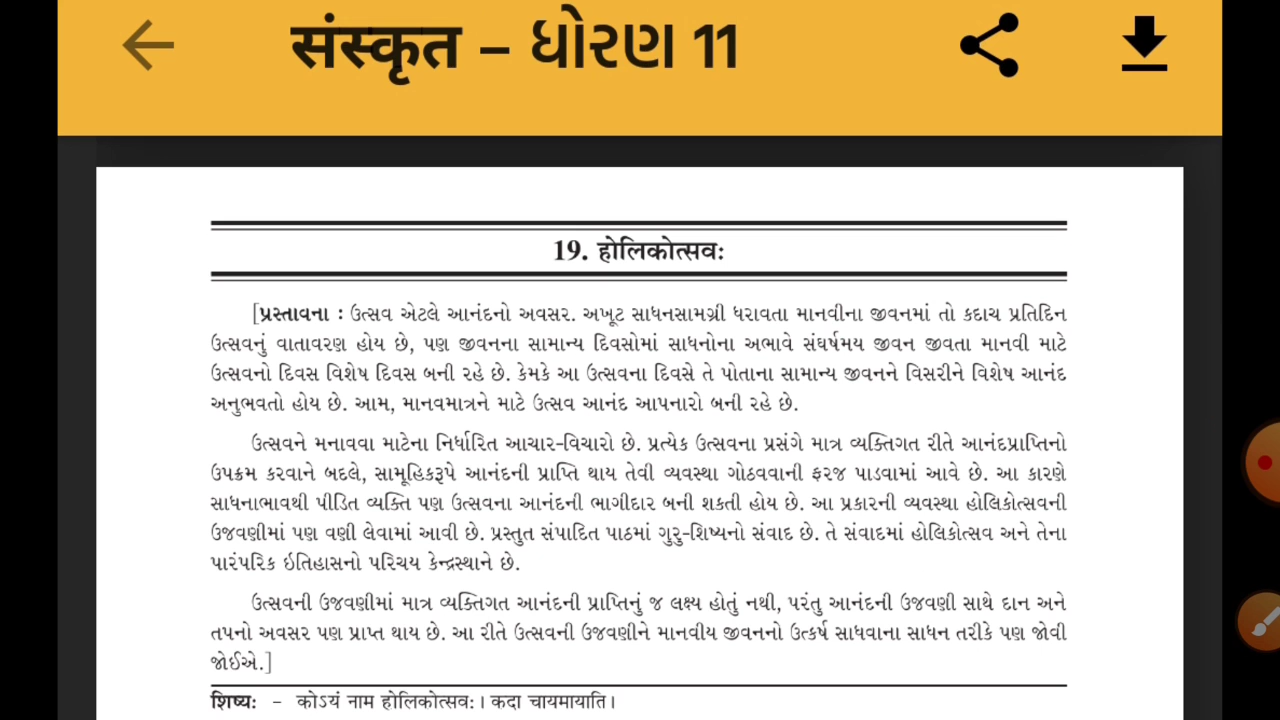 संस्कृत – ધોરણ 11
19. होलिकोत्सवः
[પ્રસ્તાવના : ઉત્સવ એટલે આનંદનો અવસર. અખૂટ સાધનસામગ્રી ધરાવતા માનવીના જીવનમાં તો કદાચ પ્રતિદિન
ઉત્સવનું વાતાવરણ હોય છે, પણ જીવનના સામાન્ય દિવસોમાં સાધનોના અભાવે સંઘર્ષમય જીવન જીવતા માનવી માટે
ઉત્સવનો દિવસ વિશેષ દિવસ બની રહે છે. કેમકે આ ઉત્સવના દિવસે તે પોતાના સામાન્ય જીવનને વિસરીને વિશેષ આનંદ
અનુભવતો હોય છે. આમ, માનવમાત્રને માટે ઉત્સવ આનંદ આપનારો બની રહે છે.
ઉત્સવને મનાવવા માટેના નિર્ધારિત આચાર-વિચારો છે. પ્રત્યેક ઉત્સવના પ્રસંગે માત્ર વ્યક્તિગત રીતે આનંદપ્રાપ્તિનો
ઉપક્રમ કરવાને બદલે, સામૂહિકરૂપે આનંદની પ્રાપ્તિ થાય તેવી વ્યવસ્થા ગોઠવવાની ફરજ પાડવામાં આવે છે. આ કારણે
સાધનાભાવથી પીડિત વ્યક્તિ પણ ઉત્સવના આનંદની ભાગીદાર બની શકતી હોય છે. આ પ્રકારની વ્યવસ્થા હોલિકોત્સવની
ઉજવણીમાં પણ વણી લેવામાં આવી છે. પ્રસ્તુત સંપાદિત પાઠમાં ગુરુ-શિષ્યનો સંવાદ છે. તે સંવાદમાં હોલિકોત્સવ અને તેના
પારંપરિક ઇતિહાસનો પરિચય કેન્દ્રસ્થાને છે.
ઉત્સવની ઉજવણીમાં માત્ર વ્યક્તિગત આનંદની પ્રાપ્તિનું જ લક્ષ્ય હોતું નથી, પરંતુ આનંદની ઉજવણી સાથે દાન અને
તપનો અવસર પણ પ્રાપ્ત થાય છે. આ રીતે ઉત્સવની ઉજવણીને માનવીય જીવનનો ઉત્કર્ષ સાધવાના સાધન તરીકે પણ જોવી
જોઈએ.]
शिष्यः – कोऽयं नाम होलिकोत्सवः। कदा चायमायाति।